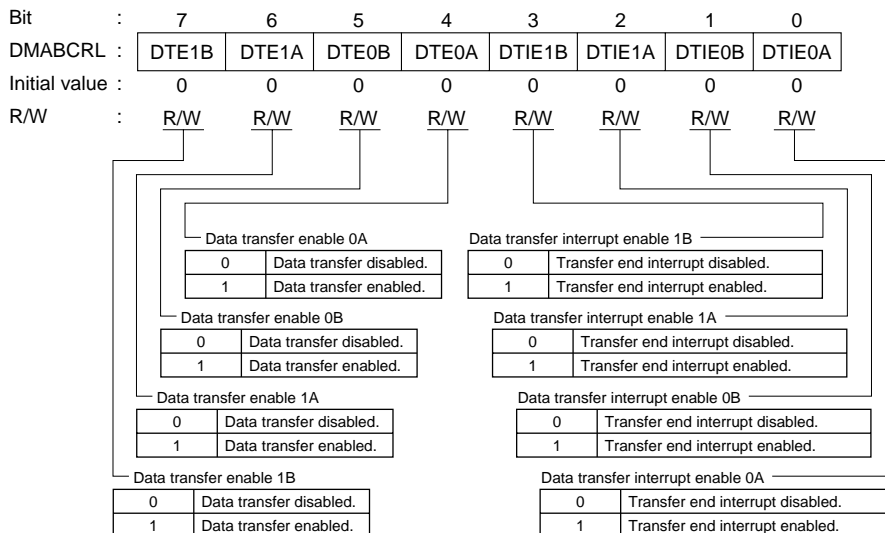 Bit : 7 6 5 4 3 2 1 0
DMABCRL : DTE1B DTE1A DTE0B DTE0A DTIE1B DTIE1A DTIE0B DTIE0A
Initial value : 0 0 0 0 0 0 0 0
R/W : R/W R/W R/W R/W R/W R/W R/W R/W
Data transfer enable 0A
0 Data transfer disabled.
1 Data transfer enabled.
Data transfer interrupt enable 1B
0 Transfer end interrupt disabled.
1 Transfer end interrupt enabled.
Data transfer enable 0B
0 Data transfer disabled.
1 Data transfer enabled.
Data transfer interrupt enable 1A
0 Transfer end interrupt disabled.
1 Transfer end interrupt enabled.
Data transfer enable 1A
0 Data transfer disabled.
1 Data transfer enabled.
Data transfer interrupt enable 0B
0 Transfer end interrupt disabled.
1 Transfer end interrupt enabled.
Data transfer enable 1B
0 Data transfer disabled.
1 Data transfer enabled.
Data transfer interrupt enable 0A
0 Transfer end interrupt disabled.
1 Transfer end interrupt enabled.